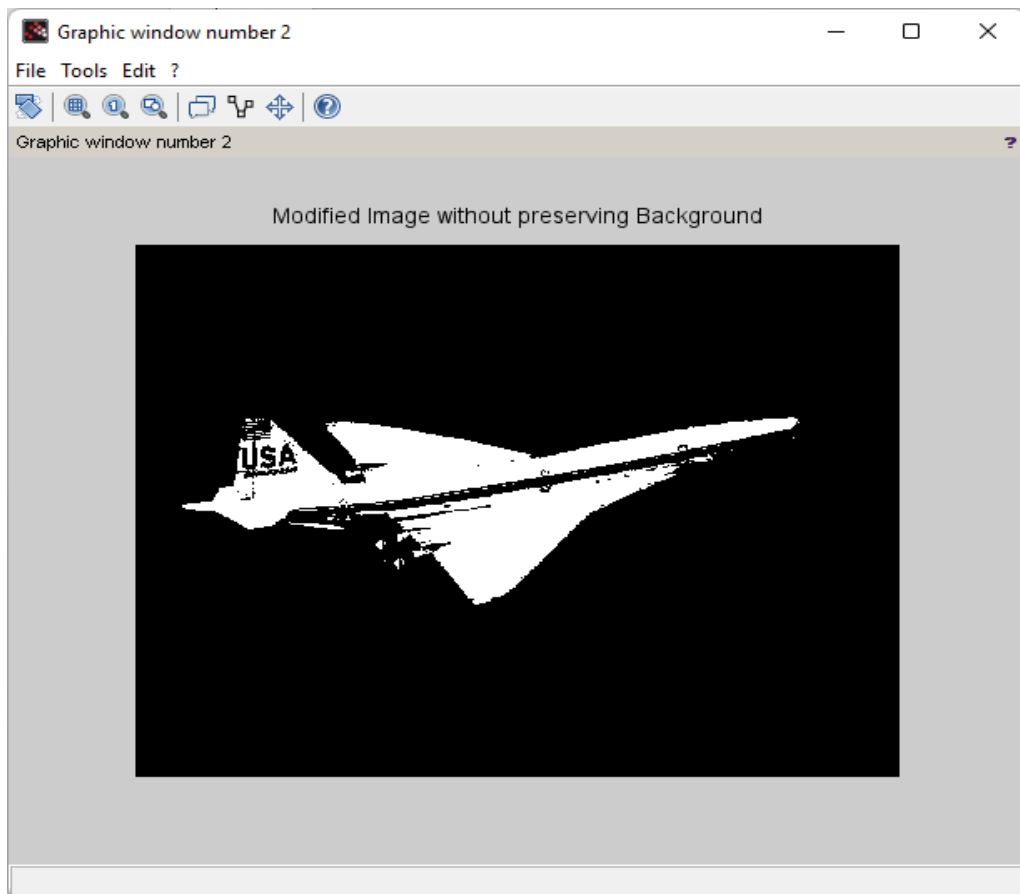 Graphic window number 2
File Tools Edit ?
Graphic window number 2 ?
Modified Image without preserving Background
USA